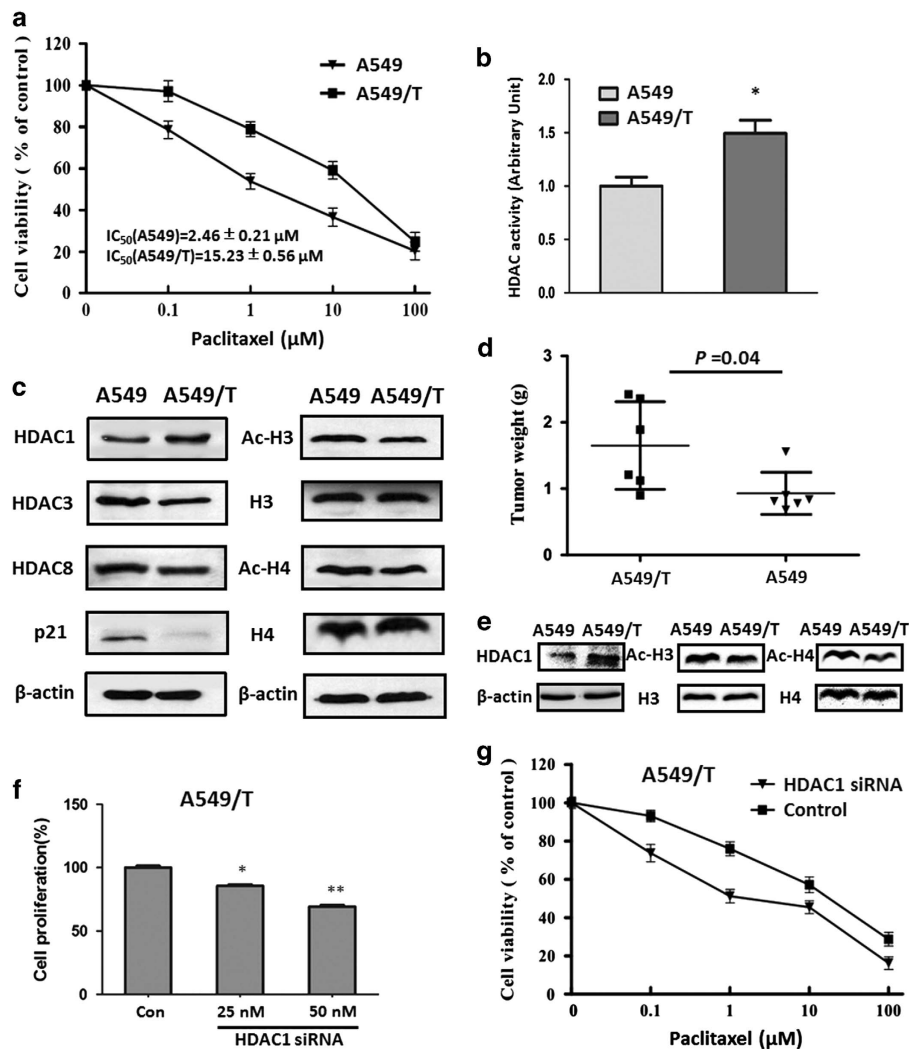 a
Cell viability ( % of control )
120
100
80
60
40
20
0
A549
A549/T
IC50(A549)=2.46 ± 0.21 µM
IC50(A549/T)=15.23 ± 0.56 µM
0 0.1 1 10 100
Paclitaxel (µM)
b
HDAC activity (Arbitrary Unit)
2.0
1.5
1.0
0.5
0.0
A549
A549/T
*
c
A549 A549/T
HDAC1
HDAC3
HDAC8
p21
β-actin
A549 A549/T
Ac-H3
H3
Ac-H4
H4
β-actin
d
Tumor weight (g)
3
2
1
0
P =0.04
A549/T A549
e
A549 A549/T A549 A549/T A549 A549/T
HDAC1 Ac-H3 Ac-H4
β-actin H3 H4
f
A549/T
Cell proliferation(%)
150
100
50
0
*
**
Con 25 nM 50 nM
HDAC1 siRNA
g
A549/T
HDAC1 siRNA
Control
Cell viability ( % of control)
120
100
80
60
40
20
0
0 0.1 1 10 100
Paclitaxel (µM)